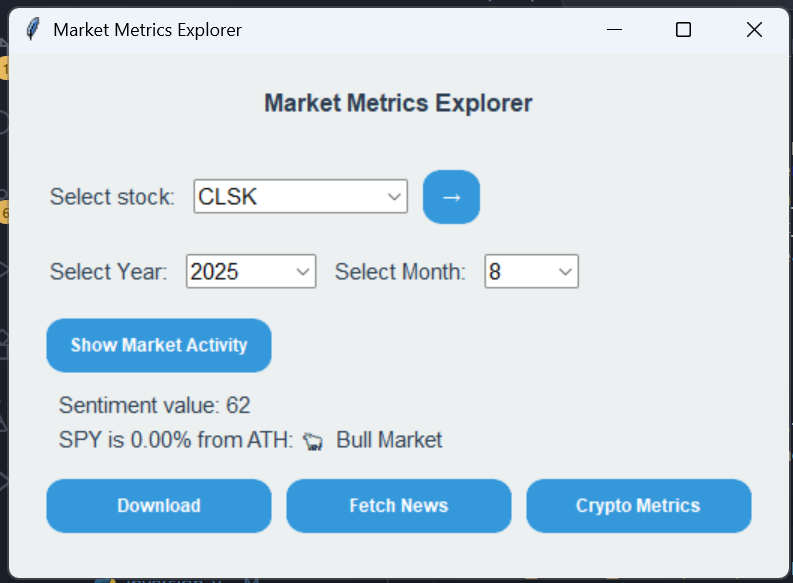 Market Metrics Explorer
Market Metrics Explorer
Select stock: CLSK →
Select Year: 2025 Select Month: 8
Show Market Activity
Sentiment value: 62
SPY is 0.00% from ATH: 🐂 Bull Market
Download Fetch News Crypto Metrics